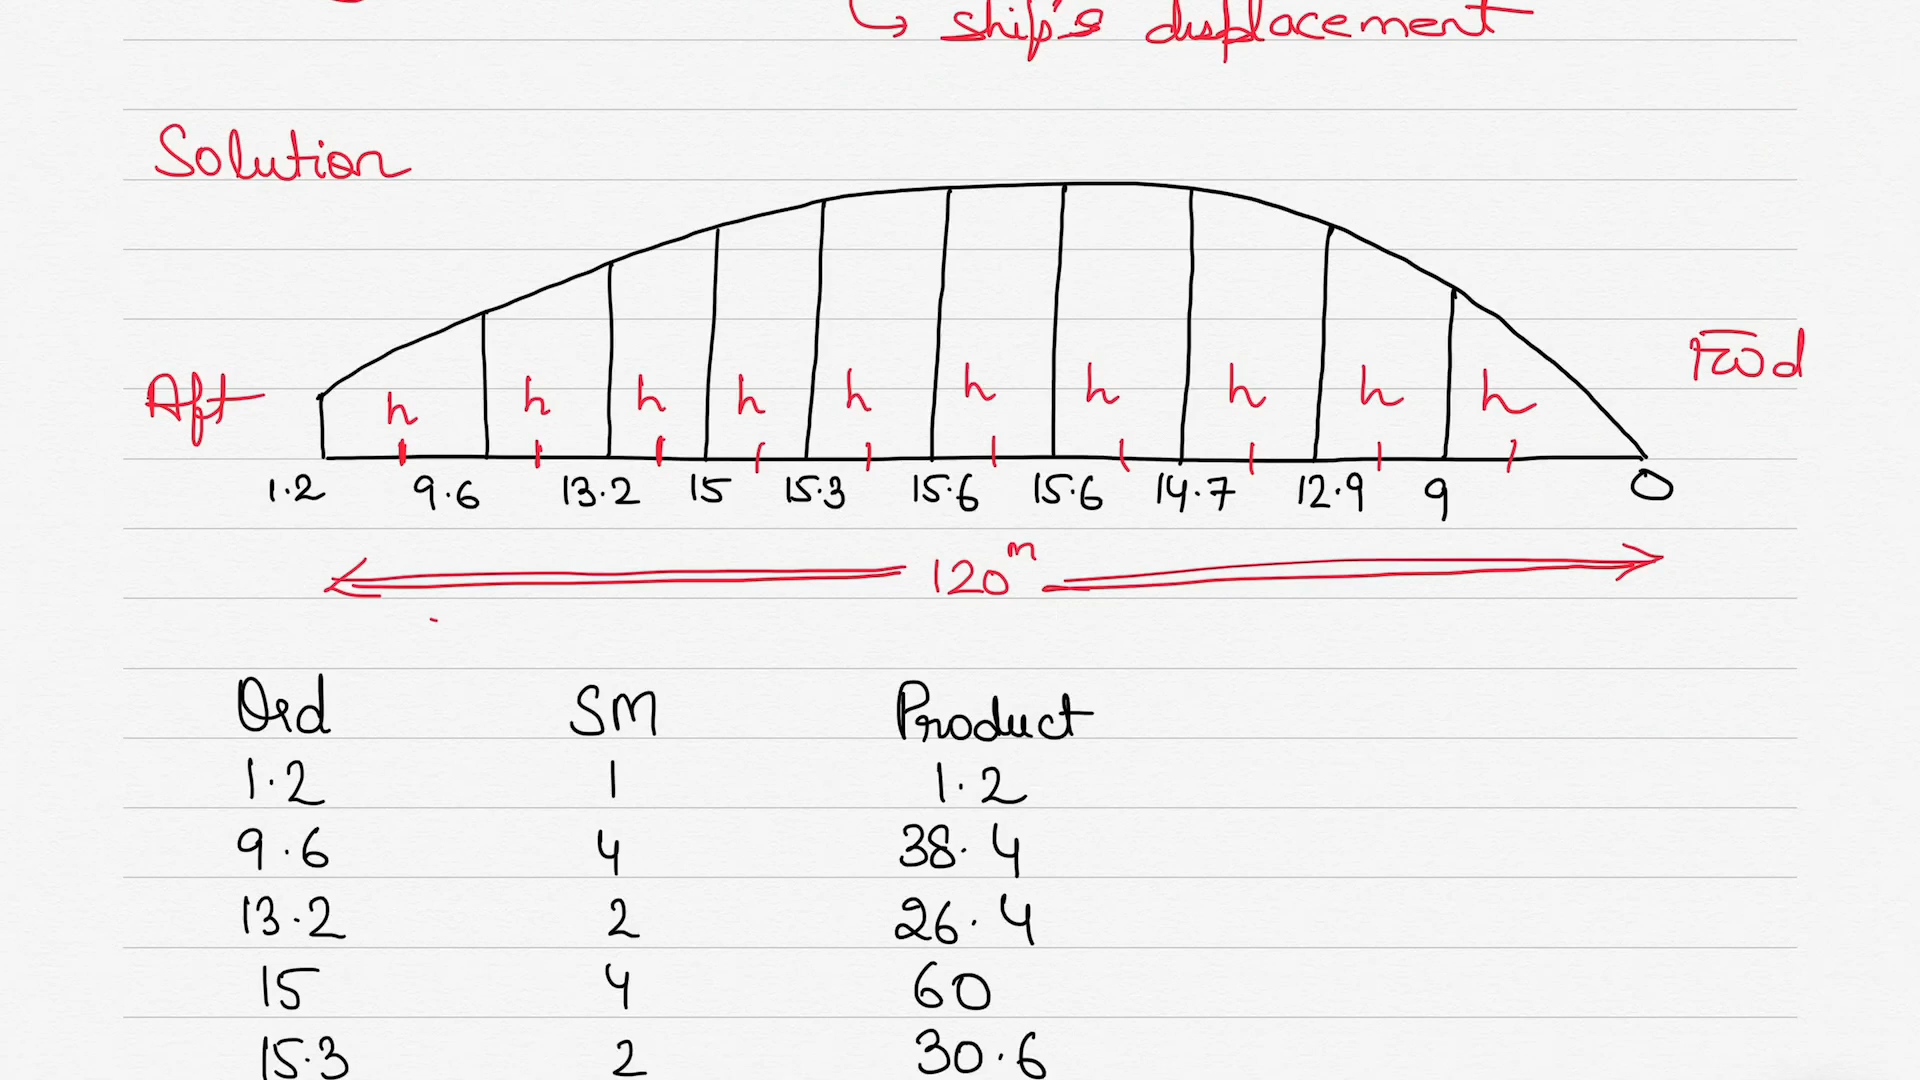 ↳ ship's displacement
Solution
Aft h h h h h h h h h h Fwd
1.2 9.6 13.2 15 15.3 15.6 15.6 14.7 12.9 9 0
120 m
Ord SM Product
1.2 1 1.2
9.6 4 38.4
13.2 2 26.4
15 4 60
15.3 2 30.6